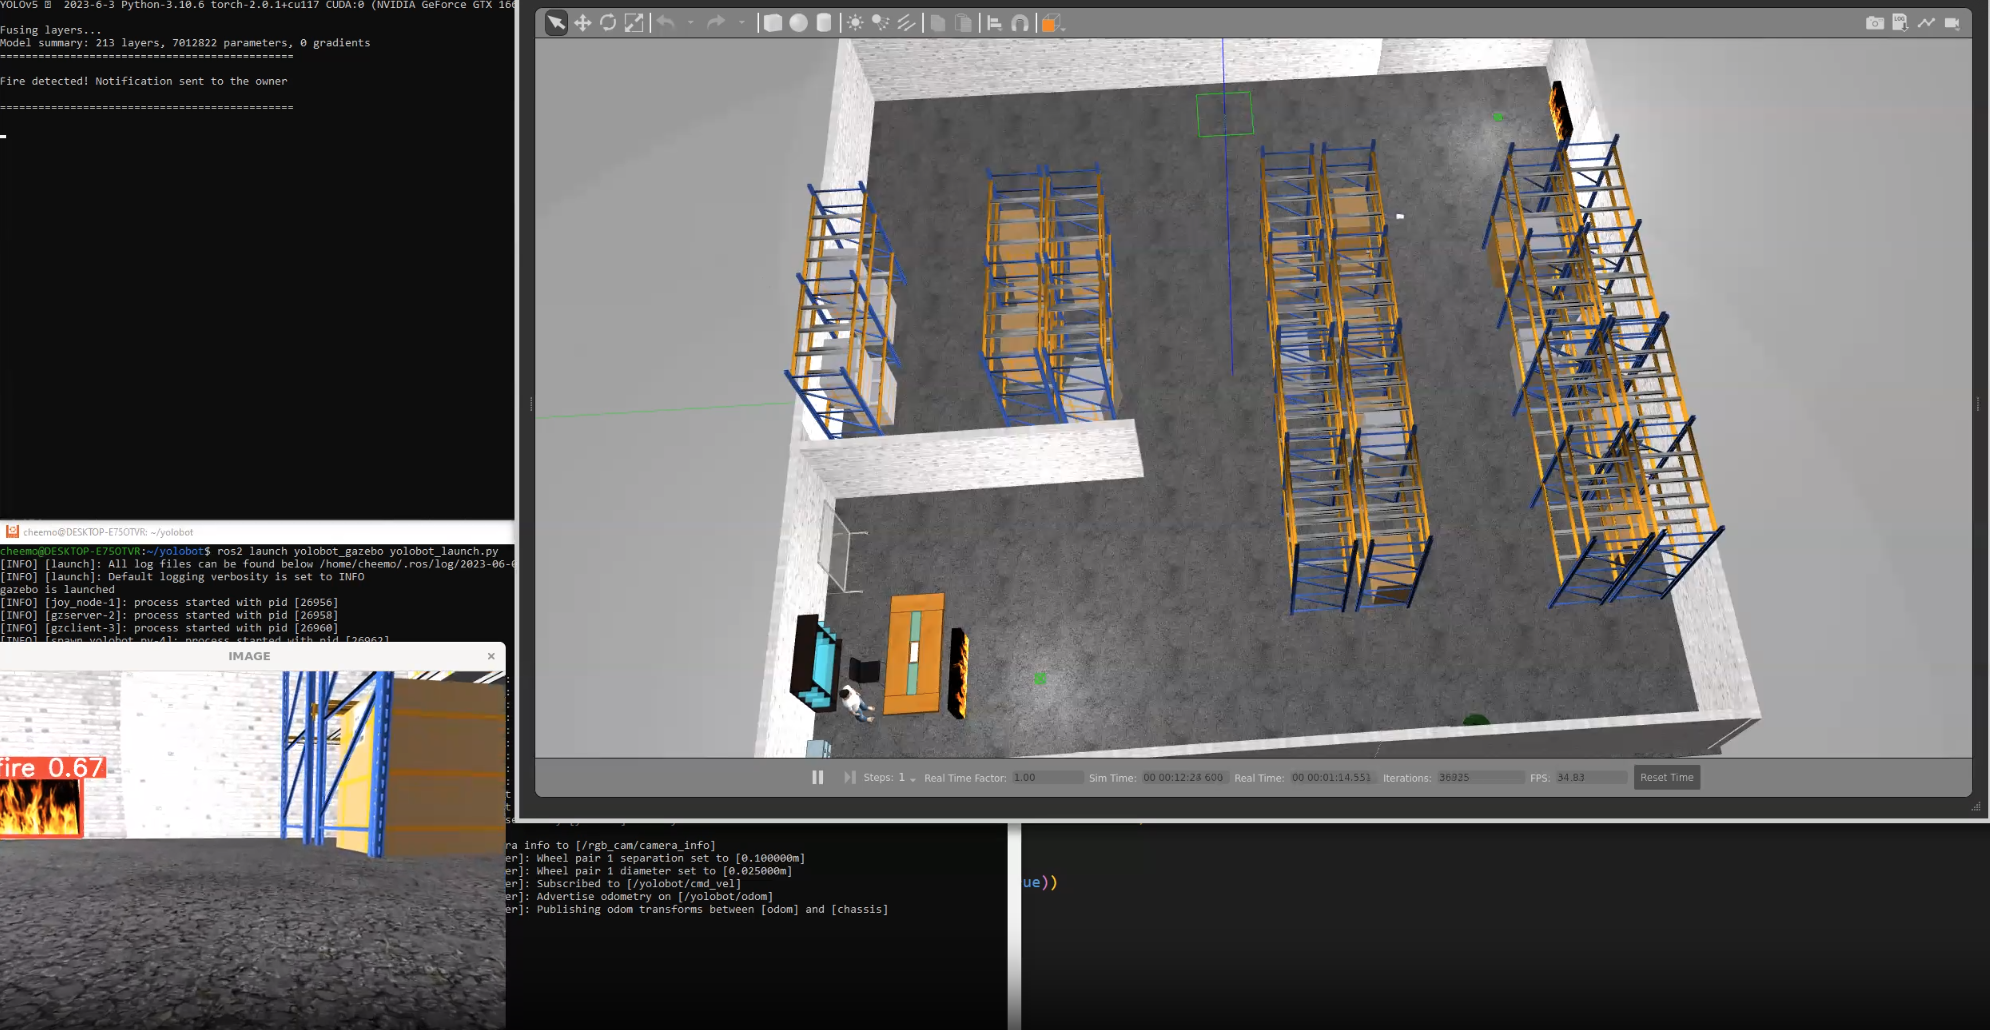 YOLOv5 2023-6-3 Python-3.10.6 torch-2.0.1+cu117 CUDA:0 (NVIDIA GeForce GTX 166
Fusing layers...
Model summary: 213 layers, 7012822 parameters, 0 gradients
==============================================
Fire detected! Notification sent to the owner
==============================================
cheemo@DESKTOP-E75OTVR: ~/yolobot
cheemo@DESKTOP-E75OTVR:~/yolobot$ ros2 launch yolobot_gazebo yolobot_launch.py
[INFO] [launch]: All log files can be found below /home/cheemo/.ros/log/2023-06-0
[INFO] [launch]: Default logging verbosity is set to INFO
gazebo is launched
[INFO] [joy_node-1]: process started with pid [26956]
[INFO] [gzserver-2]: process started with pid [26958]
[INFO] [gzclient-3]: process started with pid [26960]
[INFO] [spawn_yolobot.py-4]: process started with pid [26962]
IMAGE
fire 0.67
Steps: 1 Real Time Factor: 1.00 Sim Time: 00 00:12:28 600 Real Time: 00 00:01:14.551 Iterations: 36925 FPS: 34.83 Reset Time
ra info to [/rgb_cam/camera_info]
er]: Wheel pair 1 separation set to [0.100000m]
er]: Wheel pair 1 diameter set to [0.025000m]
er]: Subscribed to [/yolobot/cmd_vel]
er]: Advertise odometry on [/yolobot/odom]
er]: Publishing odom transforms between [odom] and [chassis]
ue))